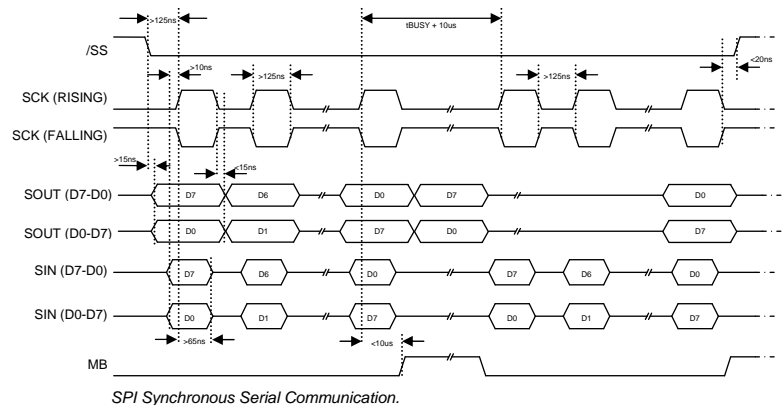 >125ns
tBUSY + 10us
/SS
>10ns
>125ns
>125ns
<20ns
SCK (RISING)
SCK (FALLING)
>15ns
<15ns
SOUT (D7-D0) D7 D6 D0 D7 D0
SOUT (D0-D7) D0 D1 D7 D0 D7
SIN (D7-D0) D7 D6 D0 D7 D6 D0
SIN (D0-D7) D0 D1 D7 D0 D1 D7
>65ns
<10us
MB
SPI Synchronous Serial Communication.